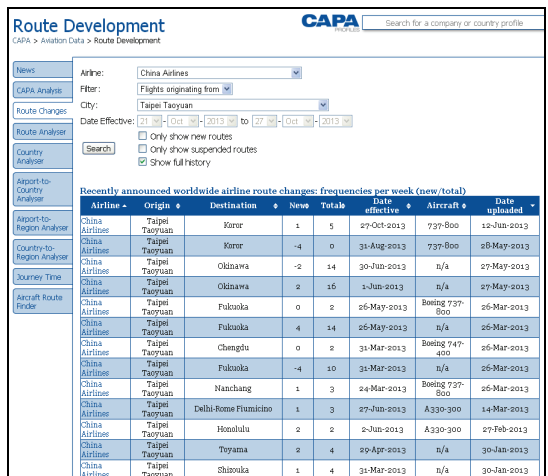 Route Development
CAPA > Aviation Data > Route Development
CAPA
PROFILES
Search for a company or country profile
News
CAPA Analysis
Route Changes
Route Analyser
Country
Analyser
Airport-to-
Country
Analyser
Airport-to-
Region Analyser
Country-to-
Region Analyser
Journey Time
Aircraft Route
Finder
Airline: China Airlines
Filter: Flights originating from
City: Taipei Taoyuan
Date Effective: 21 - Oct - 2013 to 27 - Oct - 2013
Only show new routes
Search Only show suspended routes
Show full history
Recently announced worldwide airline route changes: frequencies per week (new/total)
Airline Origin Destination New Total Date effective Aircraft Date uploaded
China Airlines Taipei Taoyuan Koror 1 5 27-Oct-2013 737-800 12-Jun-2013
China Airlines Taipei Taoyuan Koror -4 0 31-Aug-2013 737-800 28-May-2013
China Airlines Taipei Taoyuan Okinawa -2 14 30-Jun-2013 n/a 27-May-2013
China Airlines Taipei Taoyuan Okinawa 2 16 1-Jun-2013 n/a 27-May-2013
China Airlines Taipei Taoyuan Fukuoka 0 2 26-May-2013 Boeing 737-800 26-Mar-2013
China Airlines Taipei Taoyuan Fukuoka 4 14 26-May-2013 n/a 26-Mar-2013
China Airlines Taipei Taoyuan Chengdu 0 2 31-Mar-2013 Boeing 747-400 26-Mar-2013
China Airlines Taipei Taoyuan Fukuoka -4 10 31-Mar-2013 n/a 26-Mar-2013
China Airlines Taipei Taoyuan Nanchang 1 3 24-Mar-2013 Boeing 737-800 26-Mar-2013
China Airlines Taipei Taoyuan Delhi-Rome Fiumicino 1 3 27-Jun-2013 A330-300 14-Mar-2013
China Airlines Taipei Taoyuan Honolulu 2 2 2-Jun-2013 A330-300 27-Feb-2013
China Airlines Taipei Taoyuan Toyama 2 4 29-Apr-2013 n/a 30-Jan-2013
China Airlines Taipei Taoyuan Shizouka 1 4 31-Mar-2013 n/a 30-Jan-2013